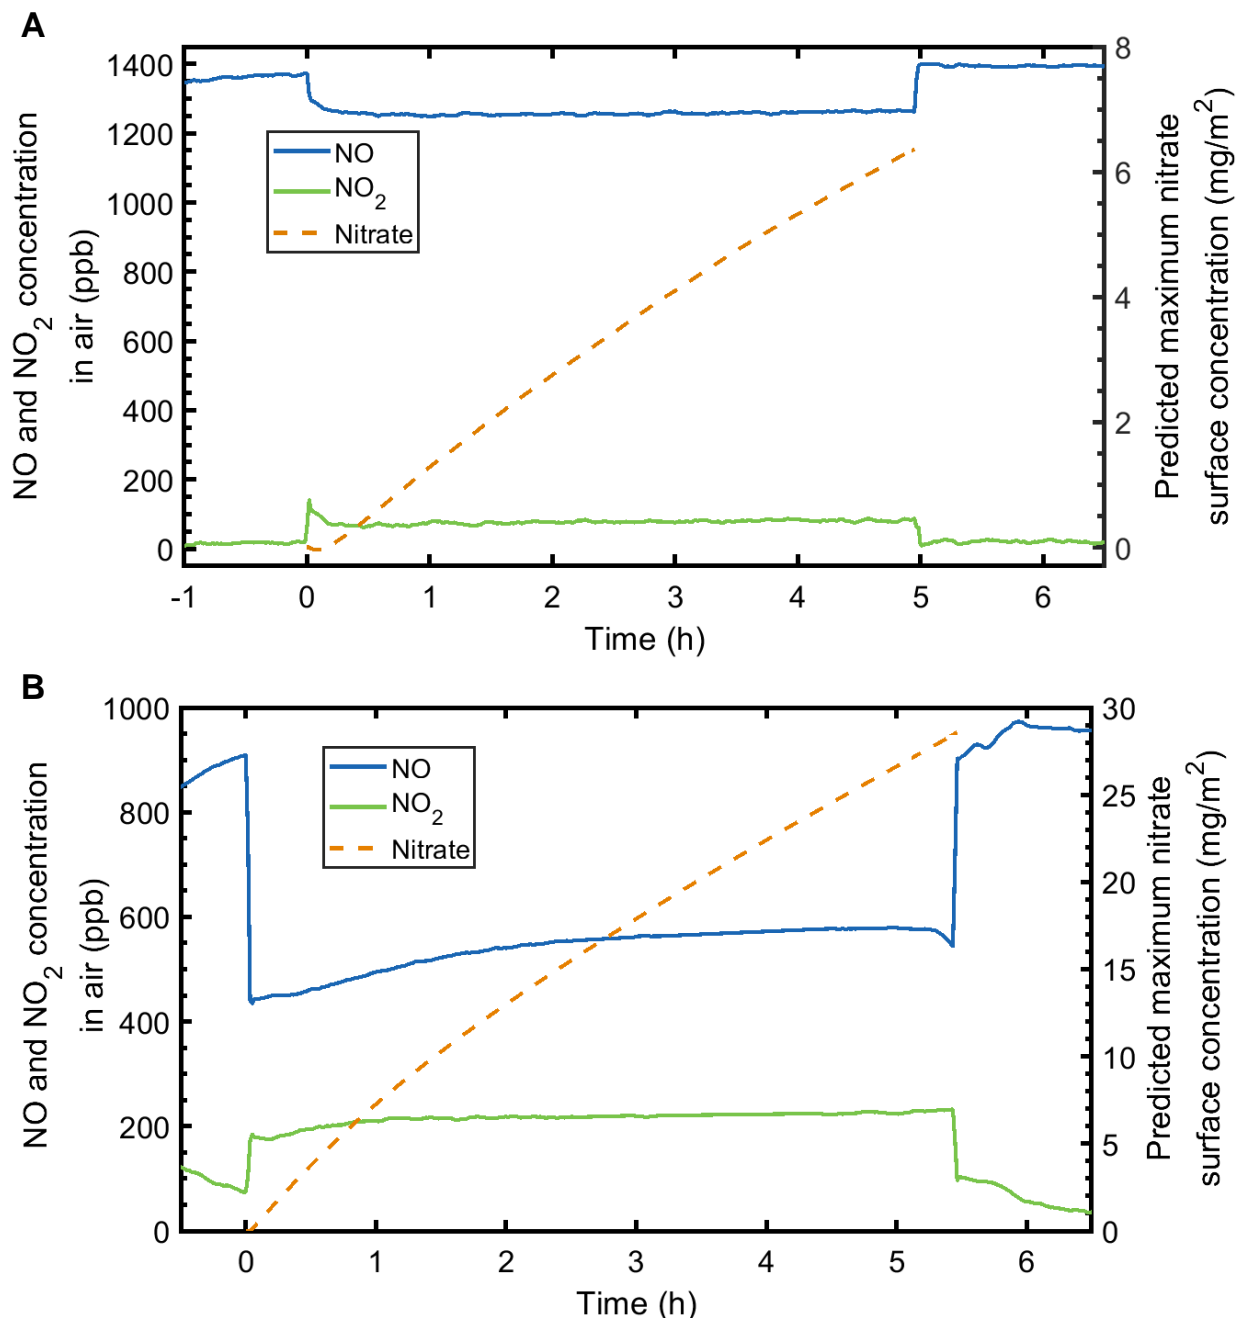 A
NO and NO2 concentration
in air (ppb)
1400
1200
1000
800
600
400
200
0
NO
NO2
Nitrate
8
6
4
2
0
Predicted maximum nitrate
surface concentration (mg/m2)
-1 0 1 2 3 4 5 6
Time (h)
B
NO and NO2 concentration
in air (ppb)
1000
800
600
400
200
0
NO
NO2
Nitrate
30
25
20
15
10
5
0
Predicted maximum nitrate
surface concentration (mg/m2)
0 1 2 3 4 5 6
Time (h)